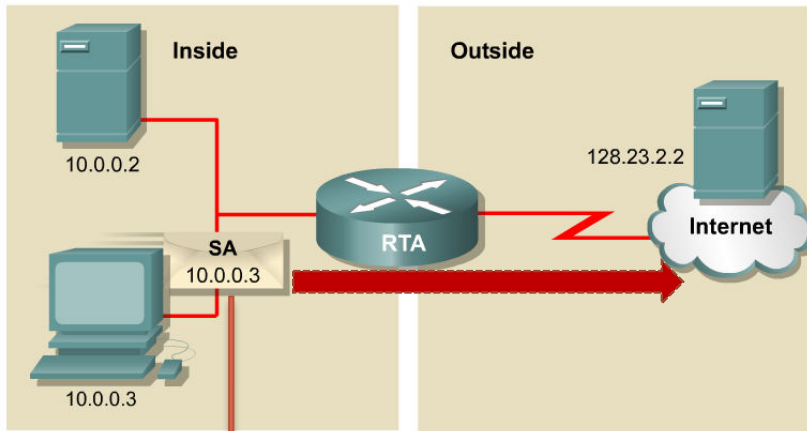 Inside
Outside
10.0.0.2
128.23.2.2
RTA
Internet
SA
10.0.0.3
10.0.0.3